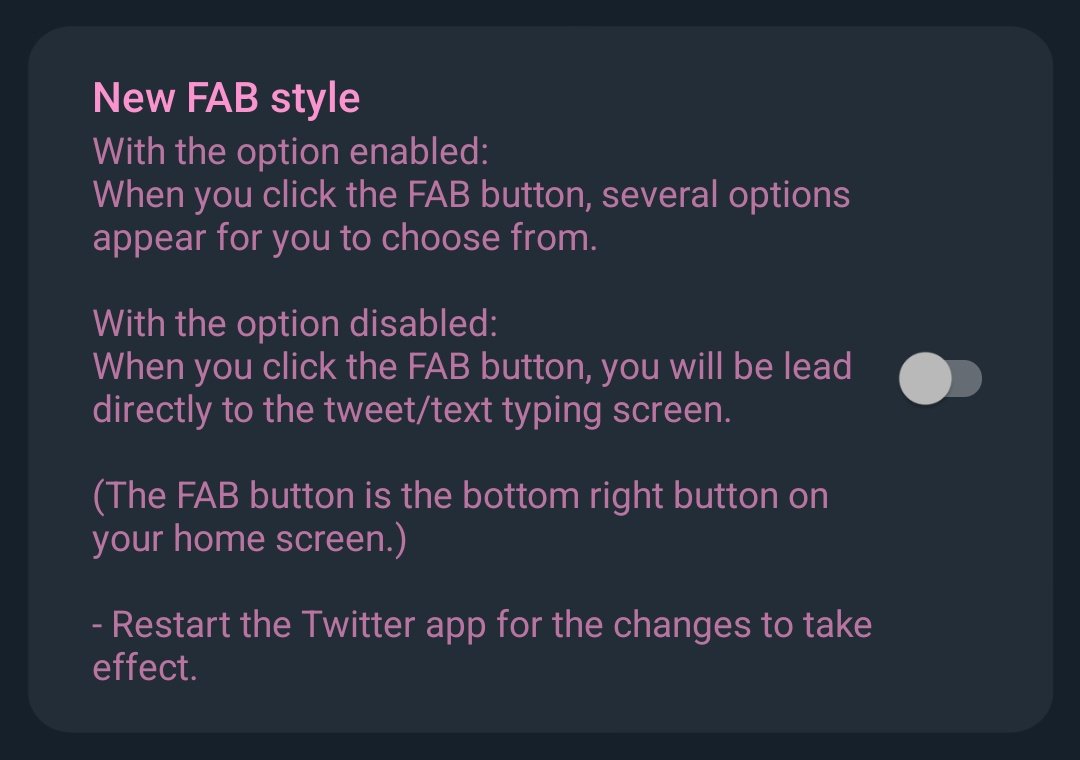 New FAB style
With the option enabled:
When you click the FAB button, several options
appear for you to choose from.
With the option disabled:
When you click the FAB button, you will be lead
directly to the tweet/text typing screen.
(The FAB button is the bottom right button on
your home screen.)
- Restart the Twitter app for the changes to take
effect.